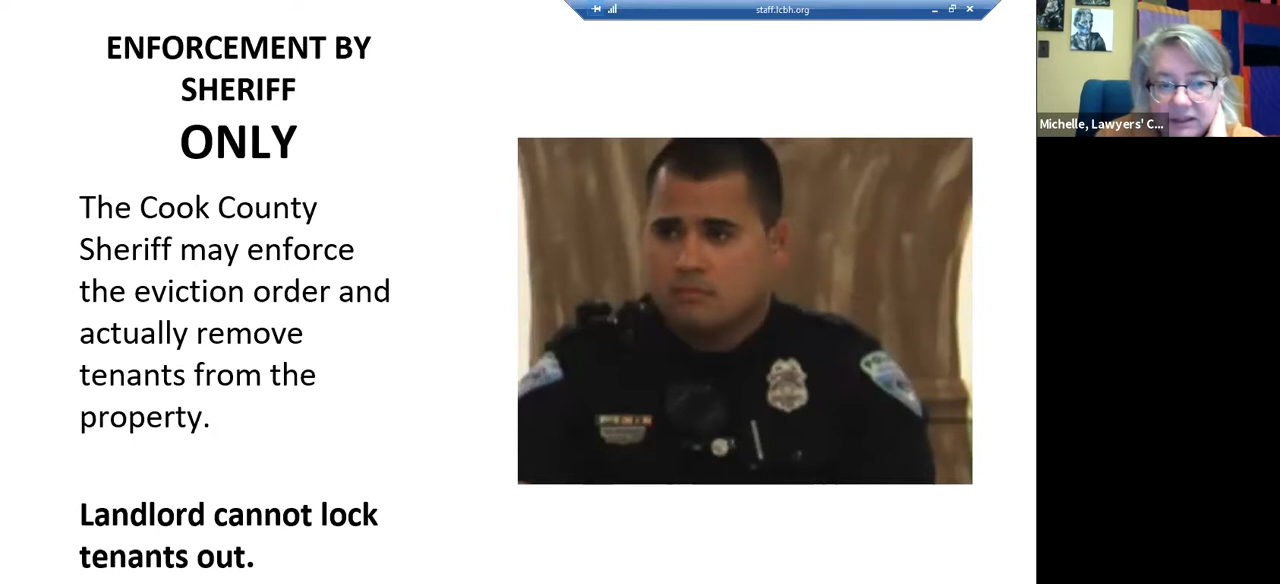 staff.lcbh.org
ENFORCEMENT BY
SHERIFF
ONLY
The Cook County
Sheriff may enforce
the eviction order and
actually remove
tenants from the
property.
Landlord cannot lock
tenants out.
Michelle, Lawyers' C...